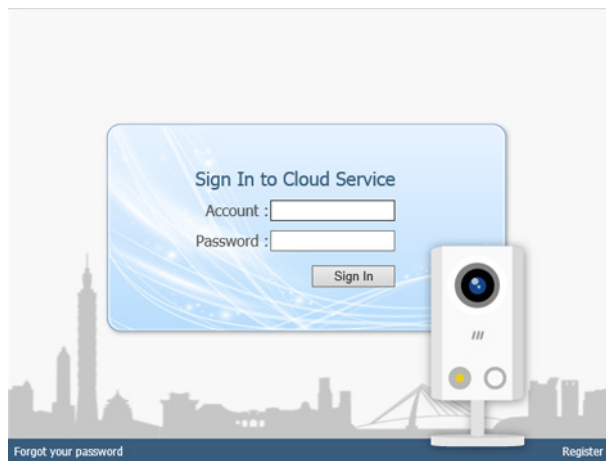 Sign In to Cloud Service
Account :
Password :
Sign In
Forgot your password
Register